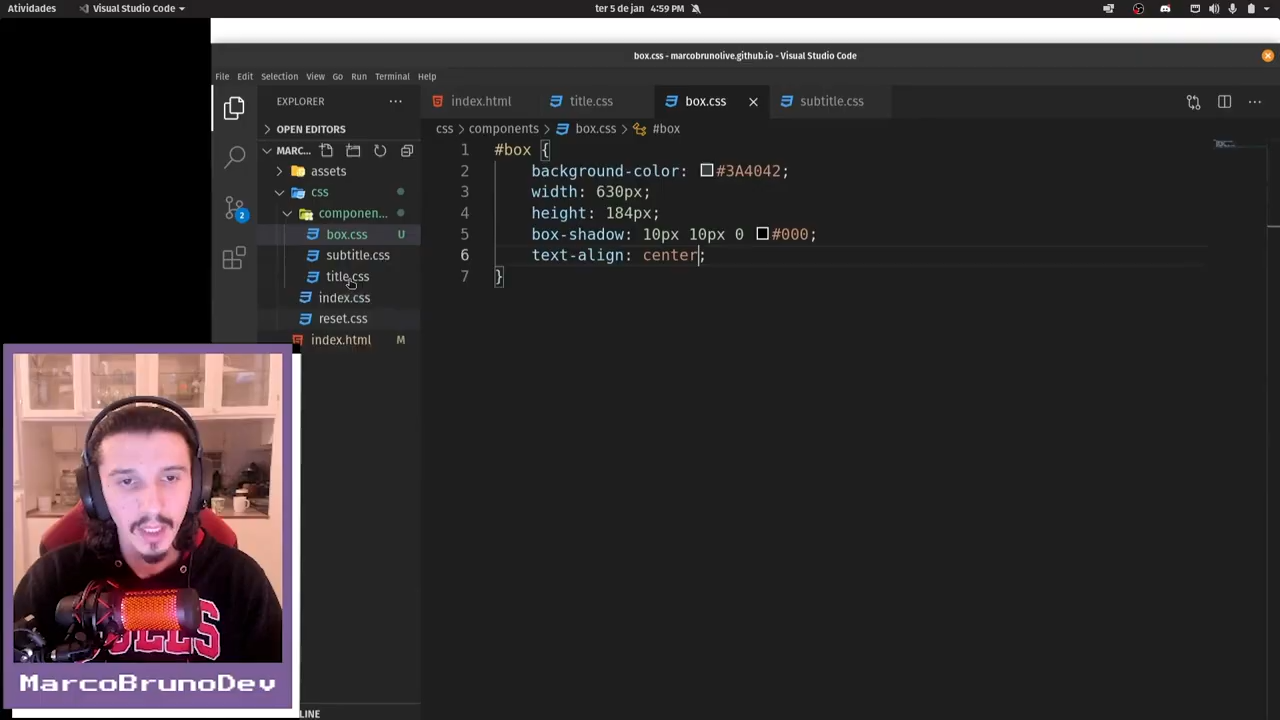 Atividades
Visual Studio Code
ter 5 de jan 4:59 PM
box.css - marcobrunolive.github.io - Visual Studio Code
File Edit Selection View Go Run Terminal Help
EXPLORER
OPEN EDITORS
MARC...
assets
css
componen...
box.css U
subtitle.css
title.css
index.css
reset.css
index.html M
2
index.html title.css box.css subtitle.css
css > components > box.css > #box
1 #box {
2 background-color: #3A4042;
3 width: 630px;
4 height: 184px;
5 box-shadow: 10px 10px 0 #000;
6 text-align: center;
7 }
LLS
MarcoBrunoDev
LINE